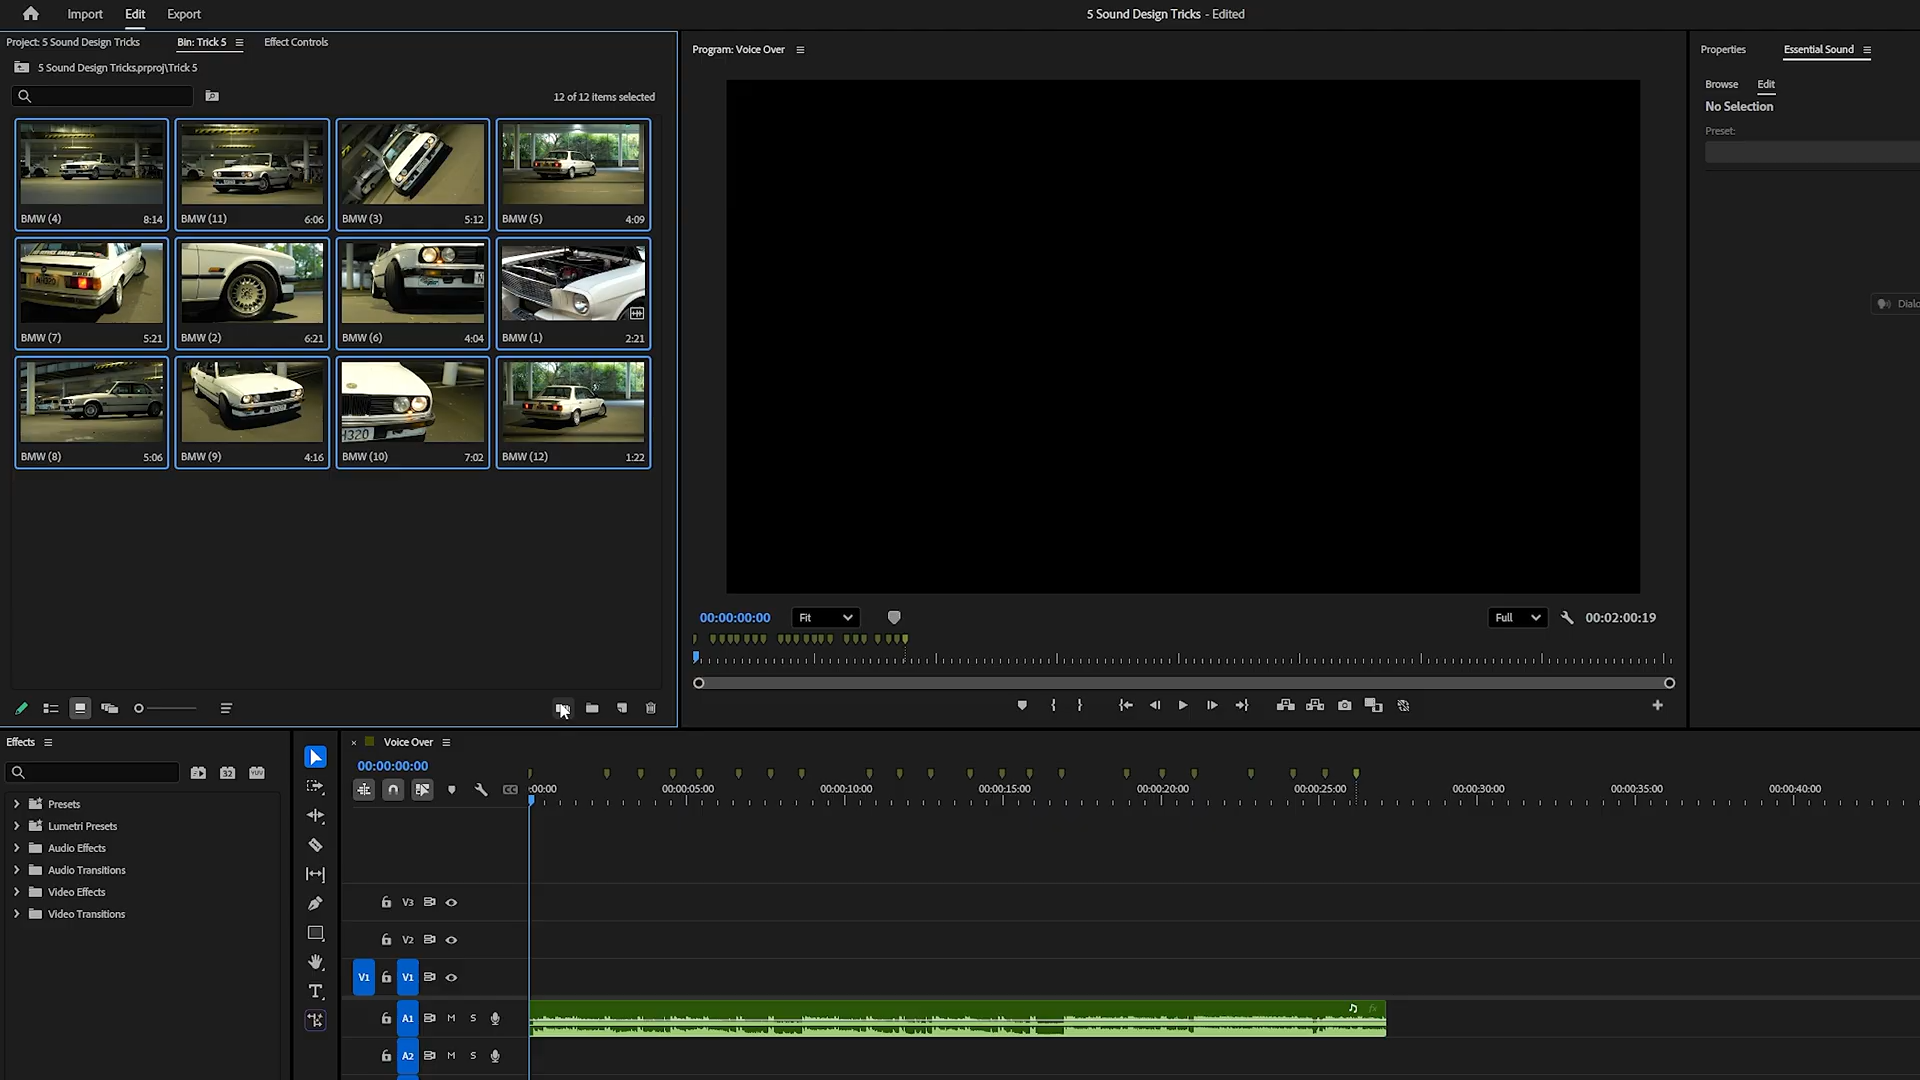 Import Edit Export
5 Sound Design Tricks - Edited
Project: 5 Sound Design Tricks
Bin: Trick 5
Effect Controls
5 Sound Design Tricks.prproj\Trick 5
12 of 12 items selected
BMW (4) 8:14
BMW (11) 6:06
BMW (3) 5:12
BMW (5) 4:09
BMW (7) 5:21
BMW (2) 6:21
BMW (6) 4:04
BMW (1) 2:21
BMW (8) 5:06
BMW (9) 4:16
BMW (10) 7:02
BMW (12) 1:22
Program: Voice Over
00:00:00:00
Fit
Full
00:02:00:19
Properties
Essential Sound
Browse
Edit
No Selection
Preset:
Dialo
Effects
32
YUV
Presets
Lumetri Presets
Audio Effects
Audio Transitions
Video Effects
Video Transitions
Voice Over
00:00:00:00
CC
:00:00
00:00:05:00
00:00:10:00
00:00:15:00
00:00:20:00
00:00:25:00
00:00:30:00
00:00:35:00
00:00:40:00
V3
V2
V1 V1
A1 M S
fx
A2 M S